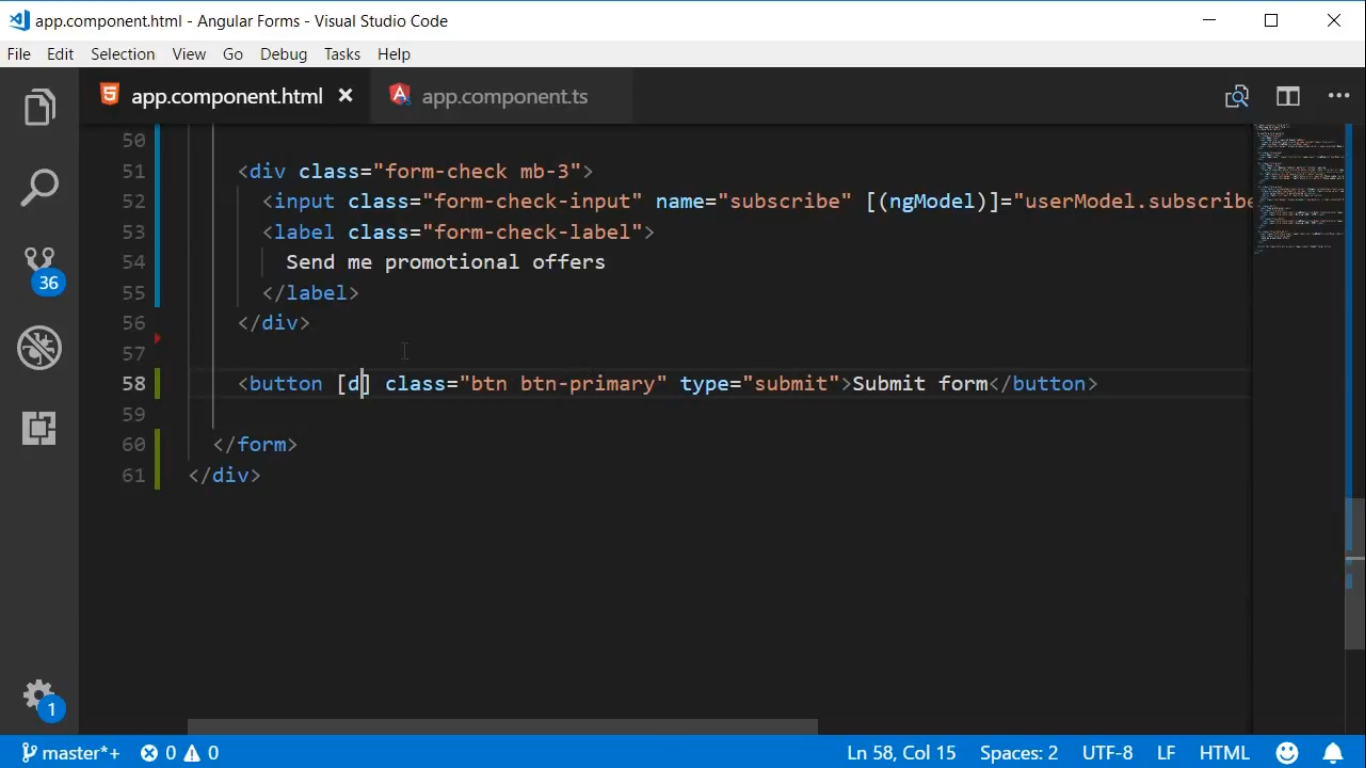 app.component.html - Angular Forms - Visual Studio Code
File Edit Selection View Go Debug Tasks Help
app.component.html app.component.ts
50
51 <div class="form-check mb-3">
52 <input class="form-check-input" name="subscribe" [(ngModel)]="userModel.subscribe
53 <label class="form-check-label">
54 Send me promotional offers
55 </label>
56 </div>
57
58 <button [d] class="btn btn-primary" type="submit">Submit form</button>
59
60 </form>
61 </div>
36
1
master*+ 0 0 Ln 58, Col 15 Spaces: 2 UTF-8 LF HTML